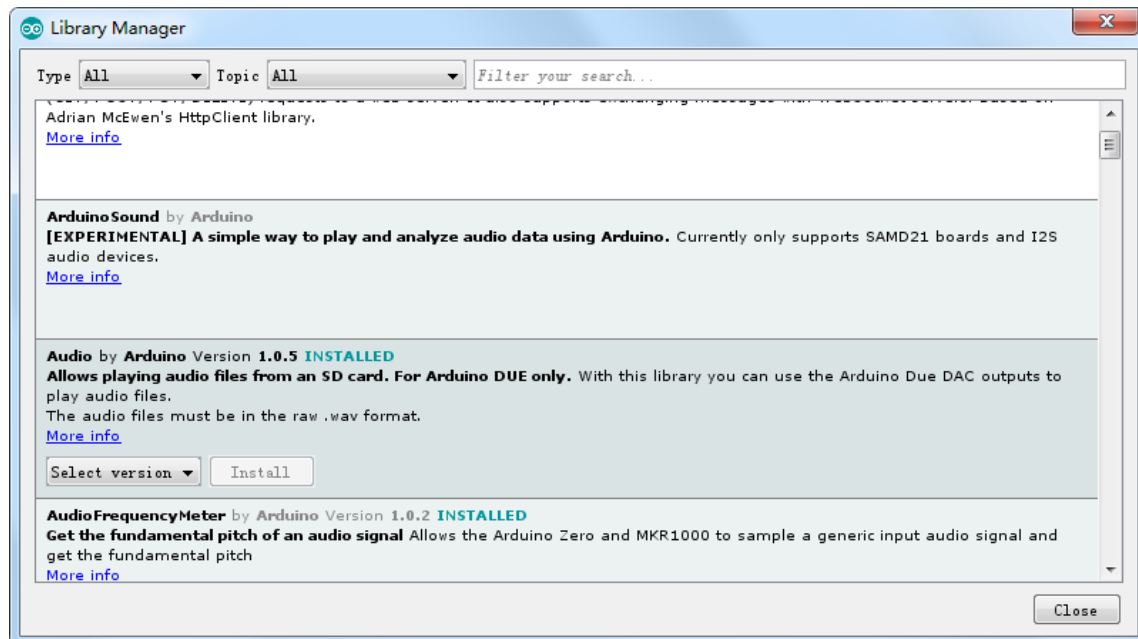 Library Manager
Type All Topic All Filter your search...
Adrian McEwen's HttpClient library.
More info
ArduinoSound by Arduino
[EXPERIMENTAL] A simple way to play and analyze audio data using Arduino. Currently only supports SAMD21 boards and I2S
audio devices.
More info
Audio by Arduino Version 1.0.5 INSTALLED
Allows playing audio files from an SD card. For Arduino DUE only. With this library you can use the Arduino Due DAC outputs to
play audio files.
The audio files must be in the raw .wav format.
More info
Select version Install
AudioFrequencyMeter by Arduino Version 1.0.2 INSTALLED
Get the fundamental pitch of an audio signal Allows the Arduino Zero and MKR1000 to sample a generic input audio signal and
get the fundamental pitch
More info
Close